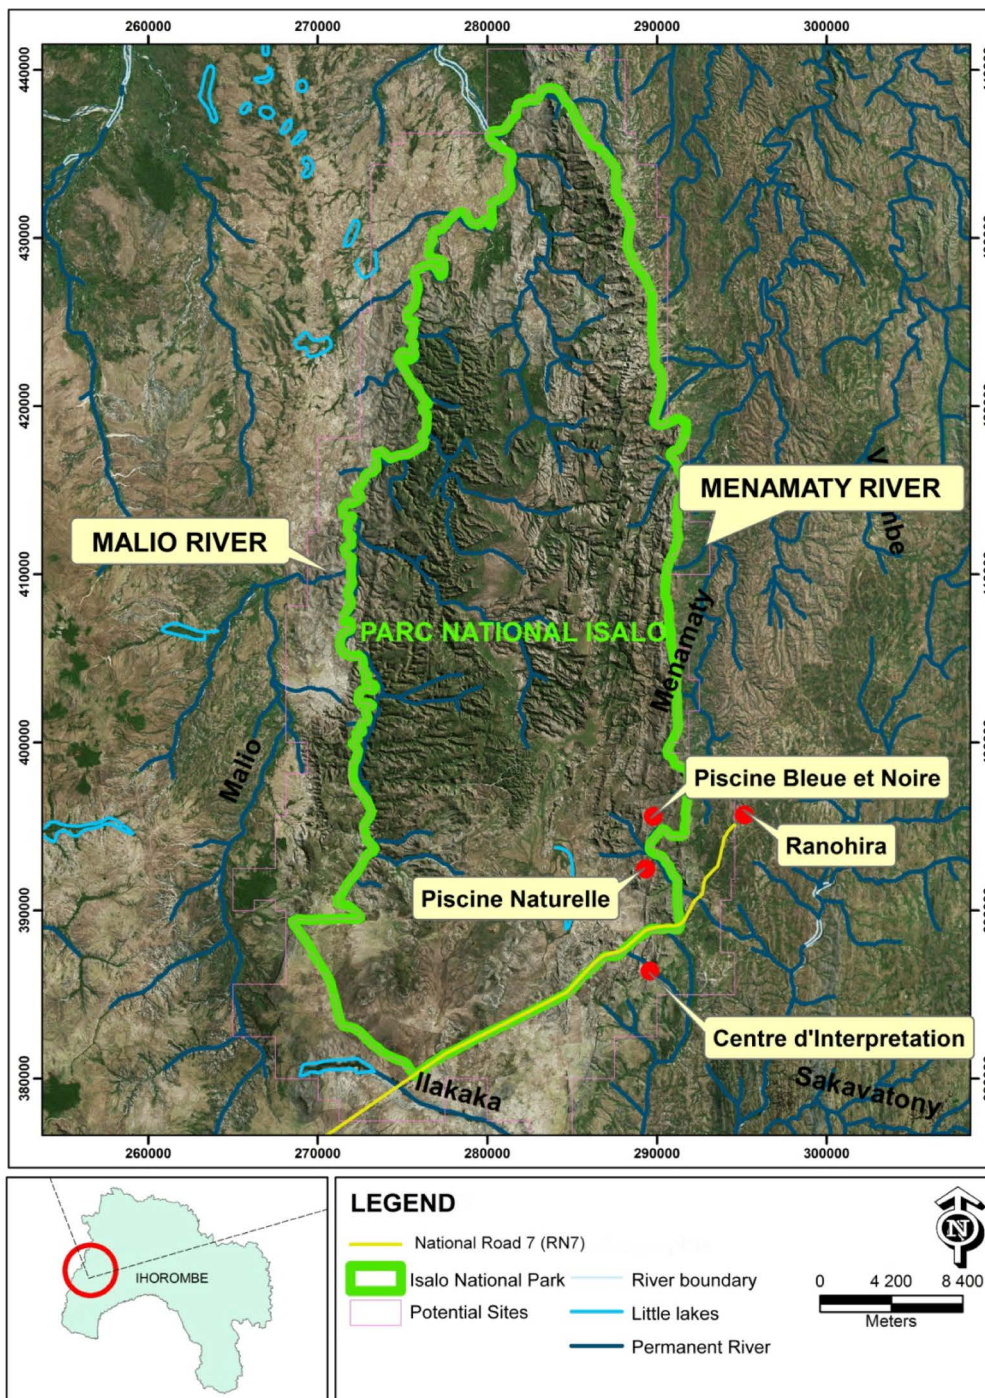 260000 270000 280000 290000 300000
440000
430000
420000
MENAMATY RIVER
MALIO RIVER
410000
PARC NATIONAL ISALO
Menamaty
400000
Malio
Piscine Bleue et Noire
Ranohira
Piscine Naturelle
390000
Centre d'Interpretation
380000
Ilakaka
Sakavatony
260000 270000 280000 290000 300000
IHOROMBE
LEGEND
National Road 7 (RN7)
Isalo National Park
Potential Sites
River boundary
Little lakes
Permanent River
N
0 4 200 8 400
Meters